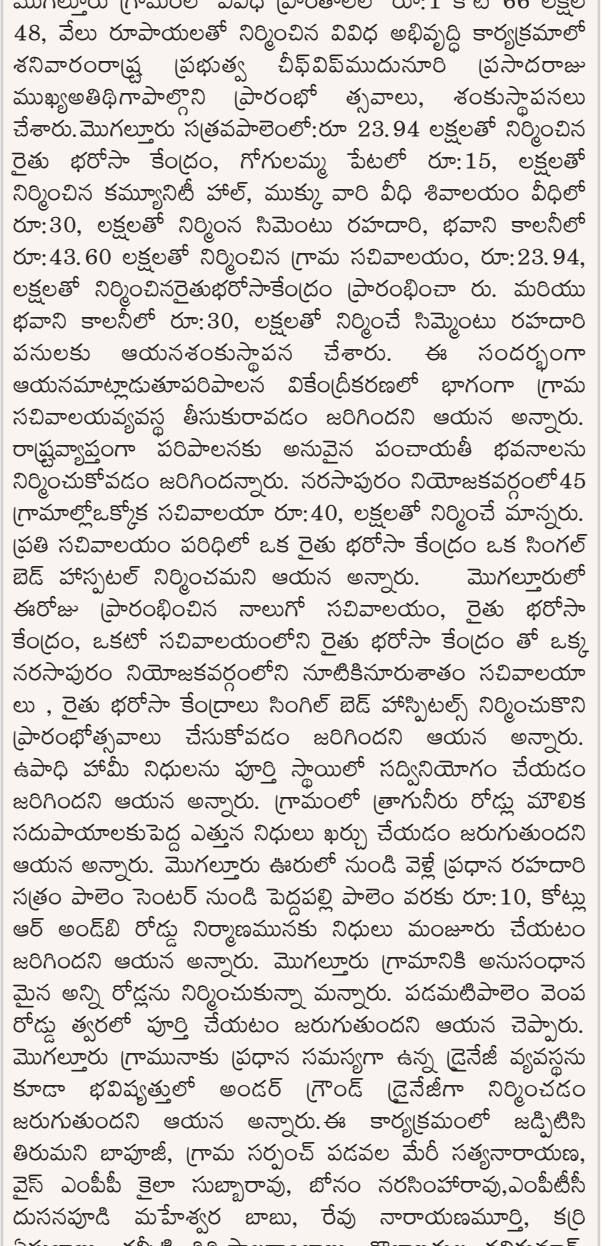 మొగల్తూరు గ్రామంలో వివిధ ప్రాంతాలలో రూ:1 కోటి 66 లక్షల
48, వేలు రూపాయలతో నిర్మించిన వివిధ అభివృద్ధి కార్యక్రమాలో
శనివారంరాష్ట్ర ప్రభుత్వ చీఫ్‌విప్‌ముదునూరి ప్రసాదరాజు
ముఖ్యఅతిథిగాపాల్గొని ప్రారంభో త్సవాలు, శంకుస్థాపనలు
చేశారు.మొగల్తూరు సత్రవపాలెంలో:రూ 23.94 లక్షలతో నిర్మించిన
రైతు భరోసా కేంద్రం, గోగులమ్మ పేటలో రూ:15, లక్షలతో
నిర్మించిన కమ్యూనిటీ హాల్, ముక్కు వారి వీధి శివాలయం వీధిలో
రూ:30, లక్షలతో నిర్మిన సిమెంటు రహదారి, భవాని కాలనీలో
రూ:43.60 లక్షలతో నిర్మించిన గ్రామ సచివాలయం, రూ:23.94,
లక్షలతో నిర్మించినరైతుభరోసాకేంద్రం ప్రారంభించా రు. మరియు
భవాని కాలనీలో రూ:30, లక్షలతో నిర్మించే సిమ్మెంటు రహదారి
పనులకు ఆయనశంకుస్థాపన చేశారు. ఈ సందర్భంగా
ఆయనమాట్లాడుతూపరిపాలన వికేంద్రీకరణలో భాగంగా గ్రామ
సచివాలయవ్యవస్థ తీసుకురావడం జరిగిందని ఆయన అన్నారు.
రాష్ట్రవ్యాప్తంగా పరిపాలనకు అనువైన పంచాయతీ భవనాలను
నిర్మించుకోవడం జరిగిందన్నారు. నరసాపురం నియోజకవర్గంలో45
గ్రామాల్లోఒక్కోక సచివాలయా రూ:40, లక్షలతో నిర్మించే మాన్నరు.
ప్రతి సచివాలయం పరిధిలో ఒక రైతు భరోసా కేంద్రం ఒక సింగల్
బెడ్ హాస్పటల్ నిర్మించమని ఆయన అన్నారు. మొగల్తూరులో
ఈరోజు ప్రారంభించిన నాలుగో సచివాలయం, రైతు భరోసా
కేంద్రం, ఒకటో సచివాలయంలోని రైతు భరోసా కేంద్రం తో ఒక్క
నరసాపురం నియోజకవర్గంలోని నూటికినూరుశాతం సచివాలయా
లు , రైతు భరోసా కేంద్రాలు సింగిల్ బెడ్ హాస్పిటల్స్ నిర్మించుకొని
ప్రారంభోత్సవాలు చేసుకోవడం జరిగిందని ఆయన అన్నారు.
ఉపాధి హామీ నిధులను పూర్తి స్థాయిలో సద్వినియోగం చేయడం
జరిగిందని ఆయన అన్నారు. గ్రామంలో త్రాగునీరు రోడ్లు మౌలిక
సదుపాయాలకుపెద్ద ఎత్తున నిధులు ఖర్చు చేయడం జరుగుతుందని
ఆయన అన్నారు. మొగల్తూరు ఊరులో నుండి వెళ్లే ప్రధాన రహదారి
సత్రం పాలెం సెంటర్ నుండి పెద్దపల్లి పాలెం వరకు రూ:10, కోట్లు
ఆర్ అండ్‌బి రోడ్డు నిర్మాణమునకు నిధులు మంజూరు చేయటం
జరిగిందని ఆయన అన్నారు. మొగల్తూరు గ్రామానికి అనుసంధాన
మైన అన్ని రోడ్లను నిర్మించుకున్నా మన్నారు. పడమటిపాలెం వెంప
రోడ్డు త్వరలో పూర్తి చేయటం జరుగుతుందని ఆయన చెప్పారు.
మొగల్తూరు గ్రామునాకు ప్రధాన సమస్యగా ఉన్న డ్రైనేజీ వ్యవస్థను
కూడా భవిష్యత్తులో అండర్ గ్రౌండ్ డ్రైనేజీగా నిర్మించడం
జరుగుతుందని ఆయన అన్నారు.ఈ కార్యక్రమంలో జడ్పిటిసి
తిరుమని బాపూజీ, గ్రామ సర్పంచ్ పడవల మేరీ సత్యనారాయణ,
వైస్ ఎంపీపీ కైలా సుబ్బారావు, బోనం నరసింహారావు,ఎంపీటీసీ
దుసనపూడి మహేశ్వర బాబు, రేవు నారాయణమూర్తి, కర్రి